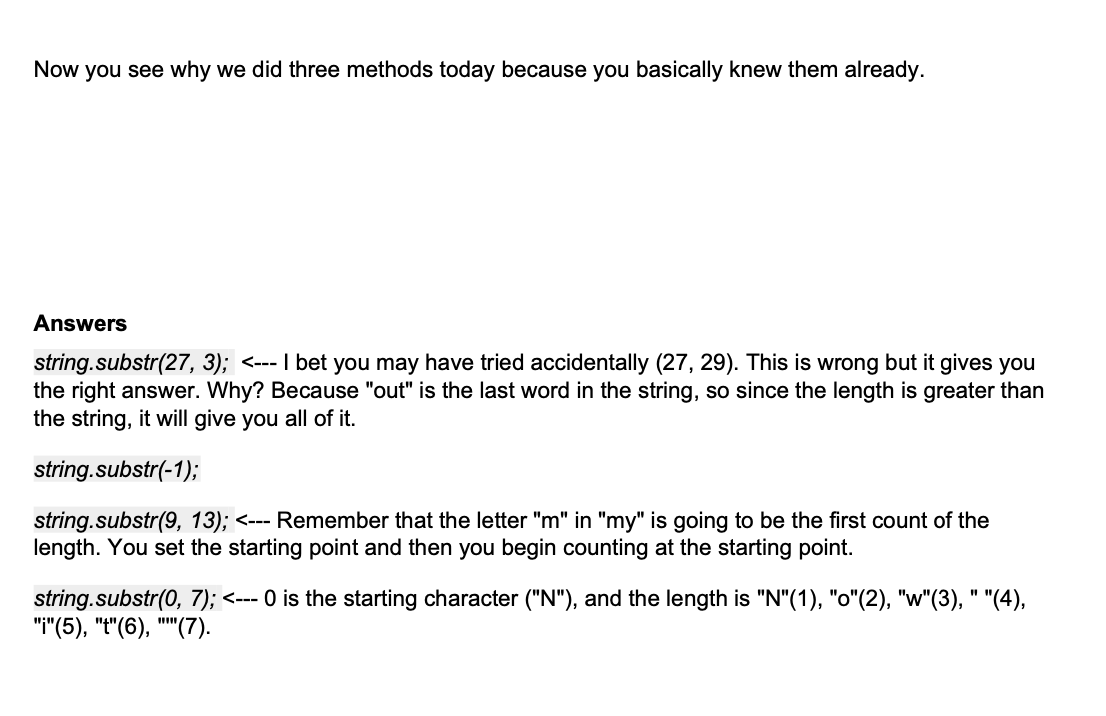 Now you see why we did three methods today because you basically knew them already.
Answers
string.substr(27, 3); <--- I bet you may have tried accidentally (27, 29). This is wrong but it gives you
the right answer. Why? Because "out" is the last word in the string, so since the length is greater than
the string, it will give you all of it.
string.substr(-1);
string.substr(9, 13); <--- Remember that the letter "m" in "my" is going to be the first count of the
length. You set the starting point and then you begin counting at the starting point.
string.substr(0, 7); <--- 0 is the starting character ("N"), and the length is "N"(1), "o"(2), "w"(3), " "(4),
"i"(5), "t"(6), "'"(7).